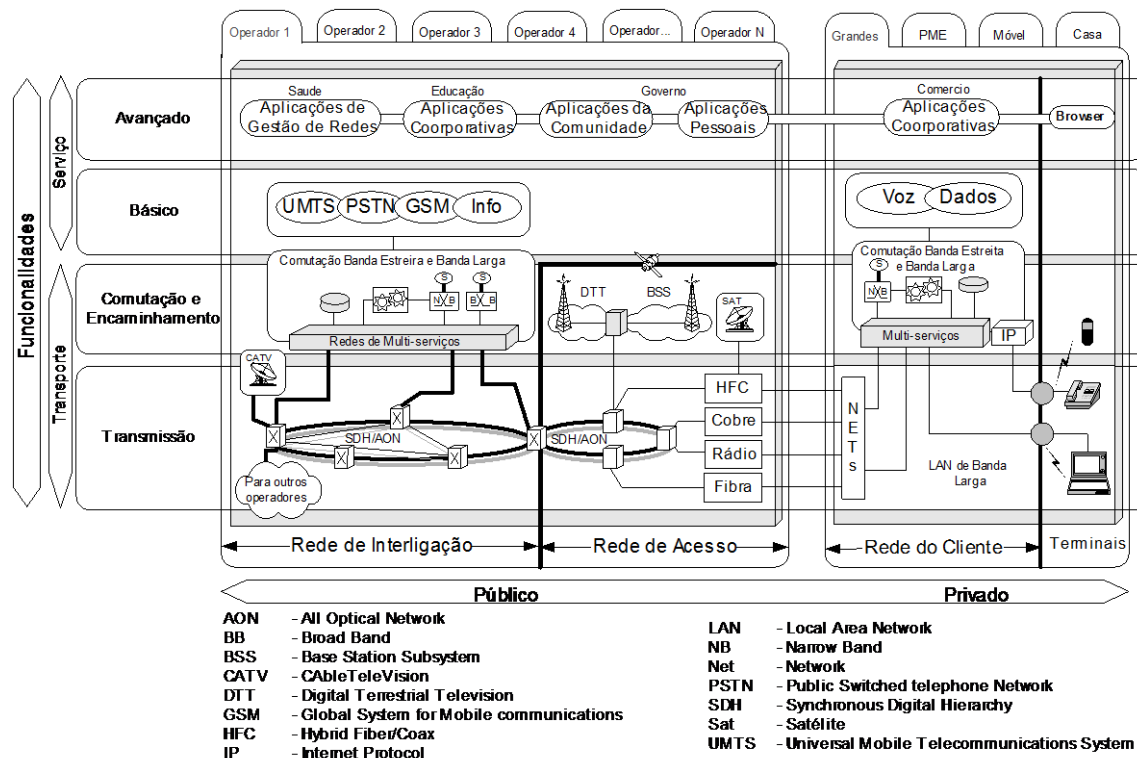 Operador 1
Operador 2
Operador 3
Operador 4
Operador...
Operador N
Grandes
PME
Móvel
Casa
Funcionalidades
Serviço
Transporte
Avançado
Saude
Aplicações de
Gestão de Redes
Educação
Aplicações
Coorporativas
Governo
Aplicações da
Comunidade
Aplicações
Pessoais
Comercio
Aplicações
Coorporativas
Browser
Básico
UMTS
PSTN
GSM
Info
Voz
Dados
Comutação Banda Estreira e Banda Larga
Comutação Banda Estreita
e Banda Larga
Comutação e
Encaminhamento
S
S
N B
B B
Redes de Multi-serviços
DTT
BSS
SAT
S
N B
Multi-serviços
IP
CATV
Transmissão
SDH/AON
SDH/AON
Para outros
operadores
HFC
Cobre
Rádio
Fibra
N
E
T
s
LAN de Banda
Larga
Rede de Interligação
Rede de Acesso
Rede do Cliente
Terminais
Público
Privado
AON - All Optical Network
BB - Broad Band
BSS - Base Station Subsystem
CATV - CAbleTeleVision
DTT - Digital Terrestrial Television
GSM - Global System for Mobile communications
HFC - Hybrid Fiber/Coax
IP - Internet Protocol
LAN - Local Area Network
NB - Narrow Band
Net - Network
PSTN - Public Switched telephone Network
SDH - Synchronous Digital Hierarchy
Sat - Satélite
UMTS - Universal Mobile Telecommunications System